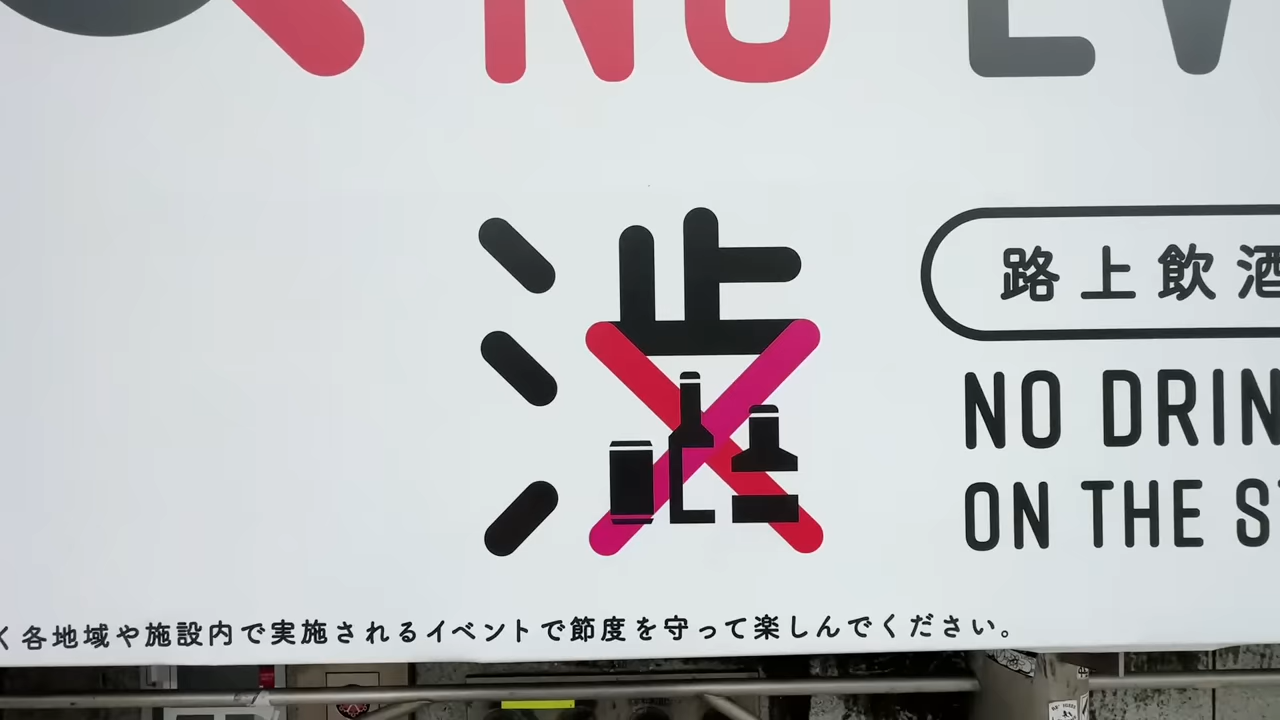 NO EV
渋
路上飲酒
NO DRIN
ON THE S
く各地域や施設内で実施されるイベントで節度を守って楽しんでください。